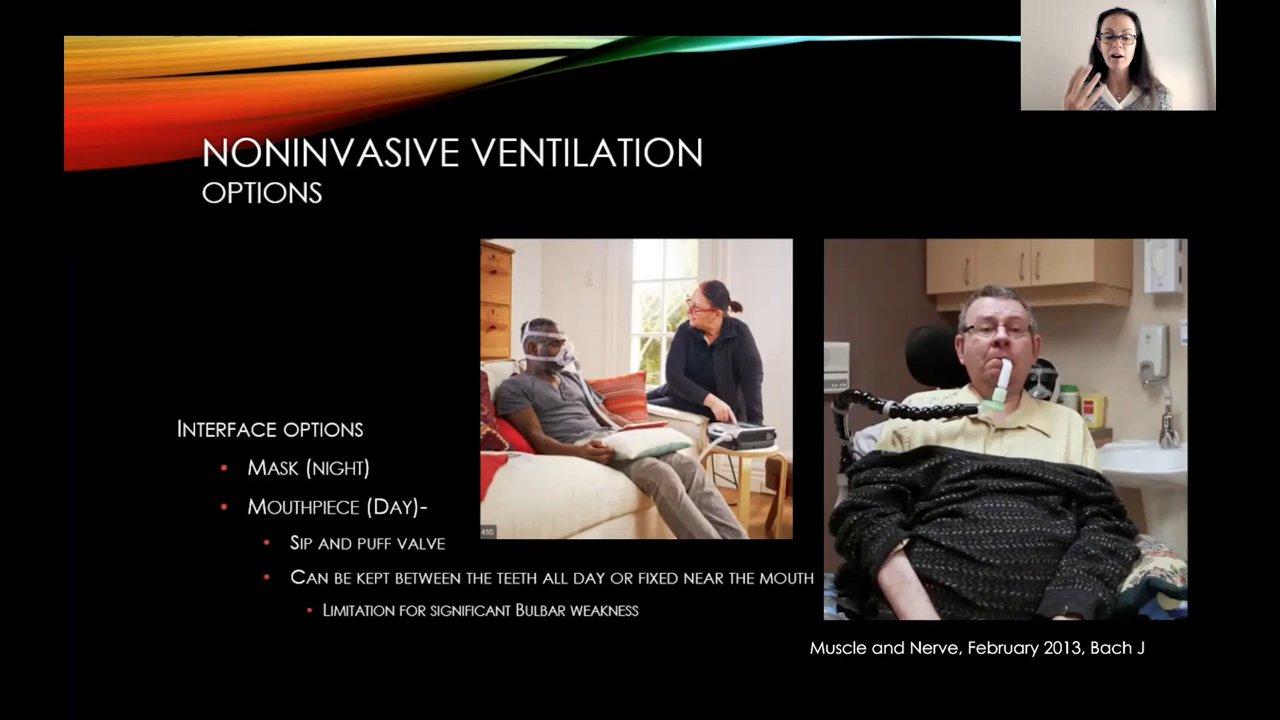 NONINVASIVE VENTILATION
OPTIONS
INTERFACE OPTIONS
• MASK (NIGHT)
• MOUTHPIECE (DAY)-
• SIP AND PUFF VALVE
• CAN BE KEPT BETWEEN THE TEETH ALL DAY OR FIXED NEAR THE MOUTH
• LIMITATION FOR SIGNIFICANT BULBAR WEAKNESS
450
Muscle and Nerve, February 2013, Bach J